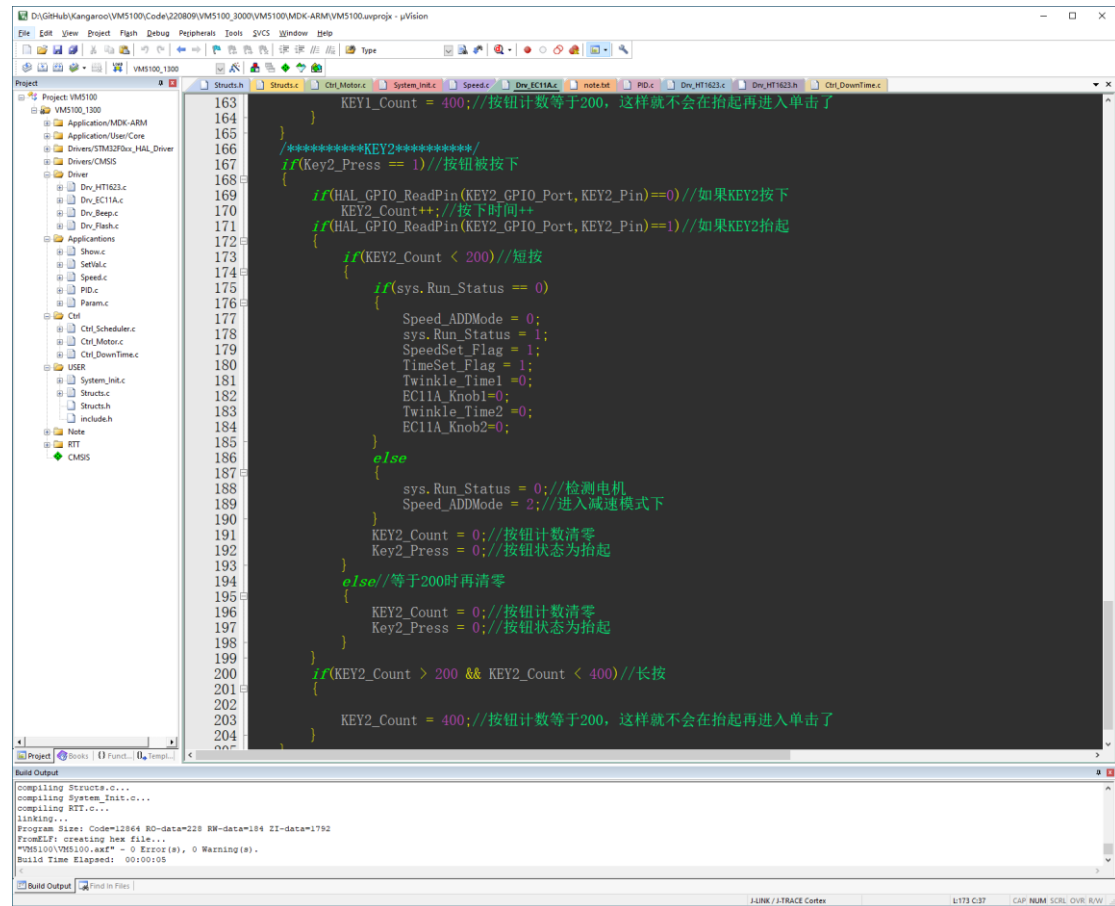 D:\GitHub\Kangaroo\VM5100\Code\220809\VM5100_3000\VM5100\MDK-ARM\VM5100.uvprojx - µVision
File Edit View Project Flash Debug Peripherals Tools SVCS Window Help
Type
VM5100_1300
Project
Structs.h Structs.c Ctrl_Motor.c System_Init.c Speed.c Drv_EC11A.c note.txt PID.c Drv_HT1623.c Drv_HT1623.h Ctrl_DownTime.c
Project: VM5100
VM5100_1300
Application/MDK-ARM
Application/User/Core
Drivers/STM32F0xx_HAL_Driver
Drivers/CMSIS
Driver
Drv_HT1623.c
Drv_EC11A.c
Drv_Beep.c
Drv_Flash.c
Applicantions
Show.c
SetVal.c
Speed.c
PID.c
Param.c
Ctrl
Ctrl_Scheduler.c
Ctrl_Motor.c
Ctrl_DownTime.c
USER
System_Init.c
Structs.c
Structs.h
include.h
Note
RTT
CMSIS
163 KEY1_Count = 400;//按钮计数等于200，这样就不会在抬起再进入单击了
164 }
165 }
166 /**********KEY2**********/
167 if(Key2_Press == 1)//按钮被按下
168 {
169 if(HAL_GPIO_ReadPin(KEY2_GPIO_Port,KEY2_Pin)==0)//如果KEY2按下
170 KEY2_Count++;//按下时间++
171 if(HAL_GPIO_ReadPin(KEY2_GPIO_Port,KEY2_Pin)==1)//如果KEY2抬起
172 {
173 if(KEY2_Count < 200)//短按
174 {
175 if(sys.Run_Status == 0)
176 {
177 Speed_ADDMode = 0;
178 sys.Run_Status = 1;
179 SpeedSet_Flag = 1;
180 TimeSet_Flag = 1;
181 Twinkle_Time1 =0;
182 EC11A_Knob1=0;
183 Twinkle_Time2 =0;
184 EC11A_Knob2=0;
185 }
186 else
187 {
188 sys.Run_Status = 0;//检测电机
189 Speed_ADDMode = 2;//进入减速模式下
190 }
191 KEY2_Count = 0;//按钮计数清零
192 Key2_Press = 0;//按钮状态为抬起
193 }
194 else//等于200时再清零
195 {
196 KEY2_Count = 0;//按钮计数清零
197 Key2_Press = 0;//按钮状态为抬起
198 }
199 }
200 if(KEY2_Count > 200 && KEY2_Count < 400)//长按
201 {
202
203 KEY2_Count = 400;//按钮计数等于200，这样就不会在抬起再进入单击了
204 }
Project Books Funct... Templ...
Build Output
compiling Structs.c...
compiling System_Init.c...
compiling RTT.c...
linking...
Program Size: Code=12864 RO-data=228 RW-data=184 ZI-data=1792
FromELF: creating hex file...
"VM5100\VM5100.axf" - 0 Error(s), 0 Warning(s).
Build Time Elapsed:  00:00:05
Build Output Find In Files
J-LINK / J-TRACE Cortex L:173 C:37 CAP NUM SCRL OVR R/W